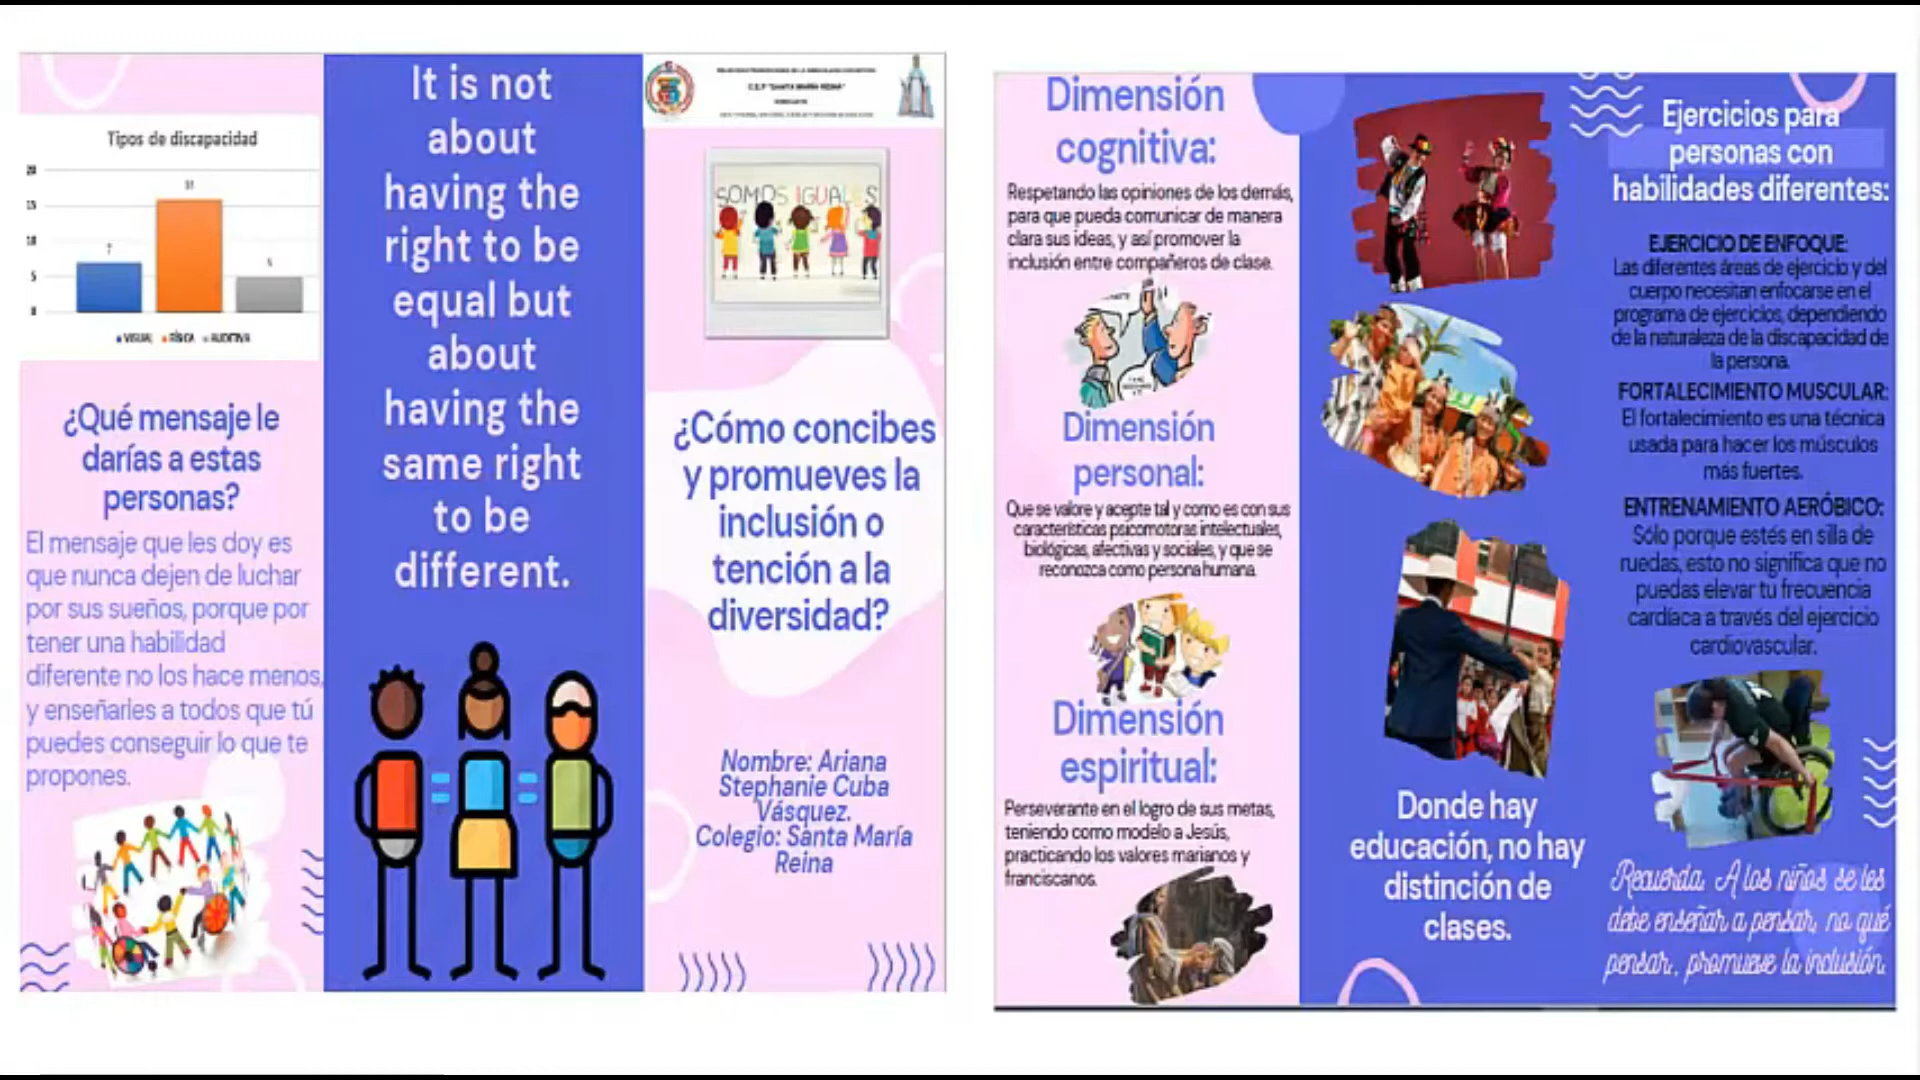 Tipos de discapacidad
20
15
10
5
0
7
5
VISUAL FÍSICA AUDITIVA
¿Qué mensaje le
darías a estas
personas?
El mensaje que les doy es
que nunca dejen de luchar
por sus sueños, porque por
tener una habilidad
diferente no los hace menos,
y enseñarles a todos que tú
puedes conseguir lo que te
propones.
It is not
about
having the
right to be
equal but
about
having the
same right
to be
different.
C.E.P "SANTA MARÍA REINA"
SOMOS IGUALES
¿Cómo concibes
y promueves la
inclusión o
tención a la
diversidad?
Nombre: Ariana
Stephanie Cuba
Vásquez.
Colegio: Santa María
Reina
Dimensión
cognitiva:
Respetando las opiniones de los demás,
para que pueda comunicar de manera
clara sus ideas, y así promover la
inclusión entre compañeros de clase.
Dimensión
personal:
Que se valore y acepte tal y como es con sus
características psicomotoras intelectuales,
biológicas, afectivas y sociales, y que se
reconozca como persona humana.
Dimensión
espiritual:
Perseverante en el logro de sus metas,
teniendo como modelo a Jesús,
practicando los valores marianos y
franciscanos.
Donde hay
educación, no hay
distinción de
clases.
Ejercicios para
personas con
habilidades diferentes:
EJERCICIO DE ENFOQUE:
Las diferentes áreas de ejercicio y del
cuerpo necesitan enfocarse en el
programa de ejercicios, dependiendo
de la naturaleza de la discapacidad de
la persona.
FORTALECIMIENTO MUSCULAR:
El fortalecimiento es una técnica
usada para hacer los músculos
más fuertes.
ENTRENAMIENTO AERÓBICO:
Sólo porque estés en silla de
ruedas, esto no significa que no
puedas elevar tu frecuencia
cardíaca a través del ejercicio
cardiovascular.
Recuerda, A los niños se les
debe enseñar a pensar, no qué
pensar, promueve la inclusión.